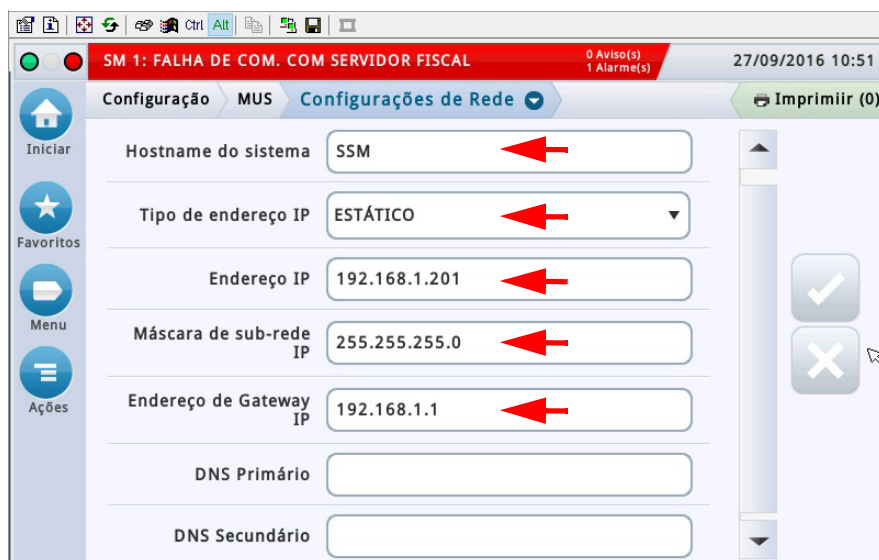 Ctrl Alt
SM 1: FALHA DE COM. COM SERVIDOR FISCAL
0 Aviso(s)
1 Alarme(s)
27/09/2016 10:51
Configuração MUS Configurações de Rede
Imprimiir (0)
Iniciar
Favoritos
Menu
Ações
Hostname do sistema SSM
Tipo de endereço IP ESTÁTICO
Endereço IP 192.168.1.201
Máscara de sub-rede
IP 255.255.255.0
Endereço de Gateway
IP 192.168.1.1
DNS Primário
DNS Secundário